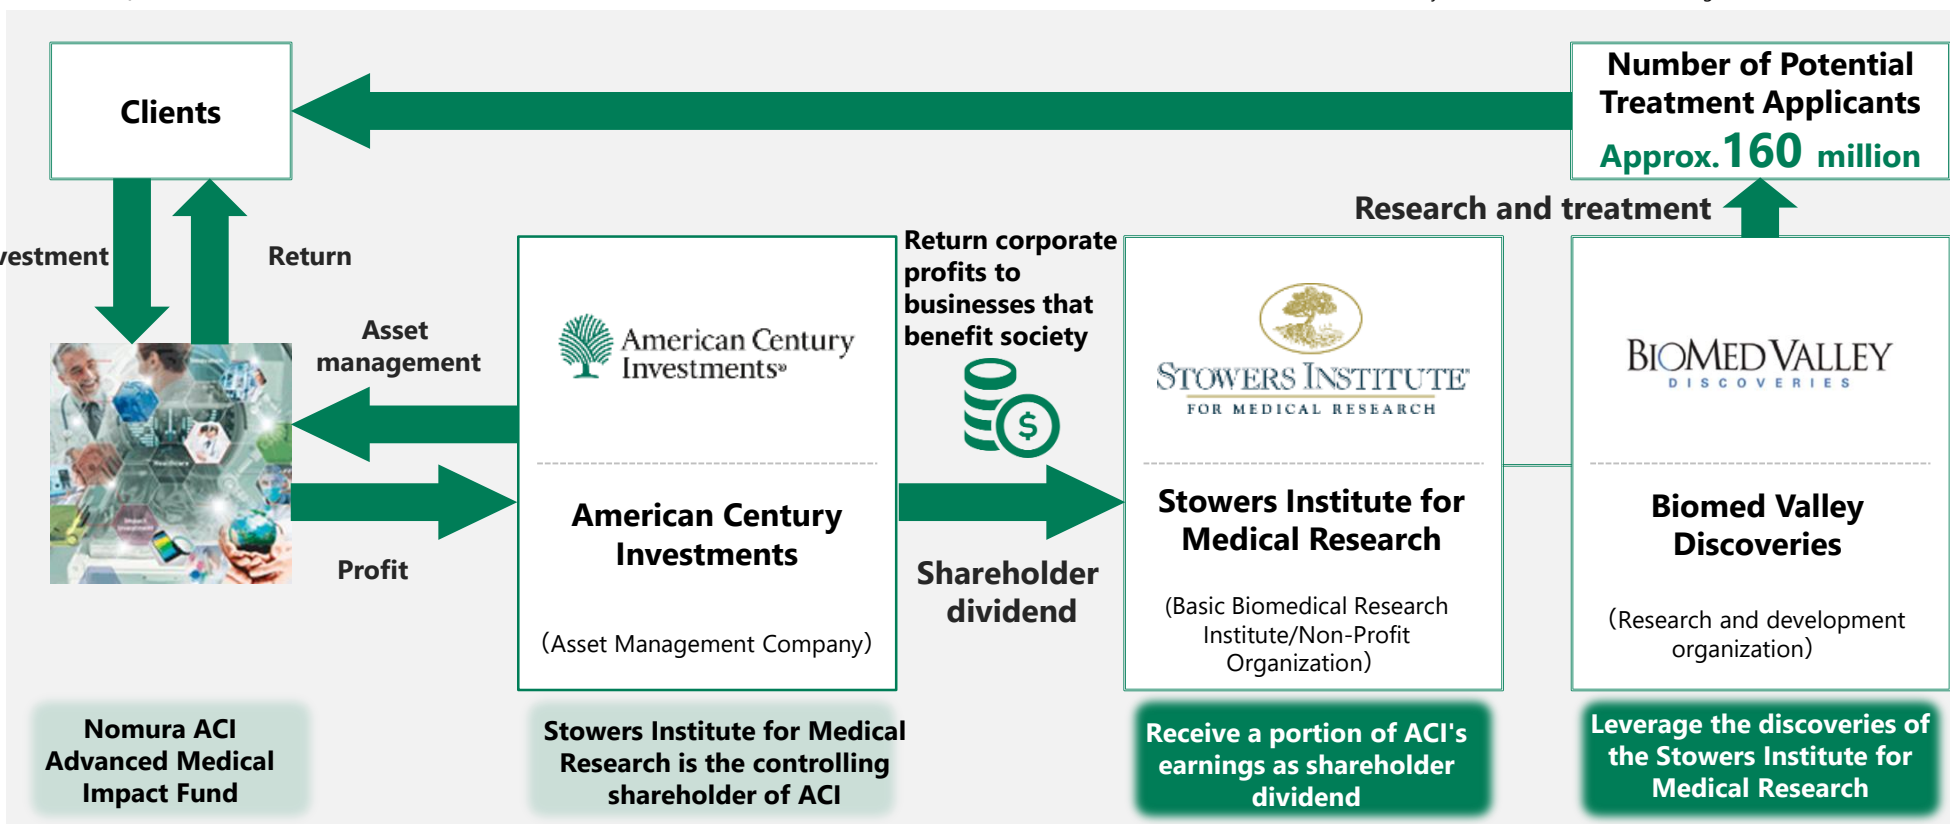 Clients
Number of Potential
Treatment Applicants
Approx.160 million
Research and treatment
Return
Asset
management
Profit
American Century
Investments®
American Century
Investments
（Asset Management Company）
Return corporate
profits to
businesses that
benefit society
$
Shareholder
dividend
STOWERS INSTITUTE
FOR MEDICAL RESEARCH
Stowers Institute for
Medical Research
(Basic Biomedical Research
Institute/Non-Profit
Organization）
BIOMED VALLEY
DISCOVERIES
Biomed Valley
Discoveries
（Research and development
organization）
Nomura ACI
Advanced Medical
Impact Fund
Stowers Institute for Medical
Research is the controlling
shareholder of ACI
Receive a portion of ACI's
earnings as shareholder
dividend
Leverage the discoveries of
the Stowers Institute for
Medical Research